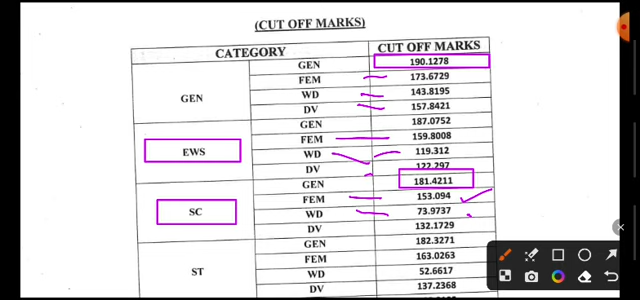 (CUT OFF MARKS)
CATEGORY CUT OFF MARKS
GEN GEN 190.1278
FEM 173.6729
WD 143.8195
DV 157.8421
EWS GEN 187.0752
FEM 159.8008
WD 119.312
DV 122.297
SC GEN 181.4211
FEM 153.094
WD 73.9737
DV 132.1729
ST GEN 182.3271
FEM 163.0263
WD 52.6617
DV 137.2368